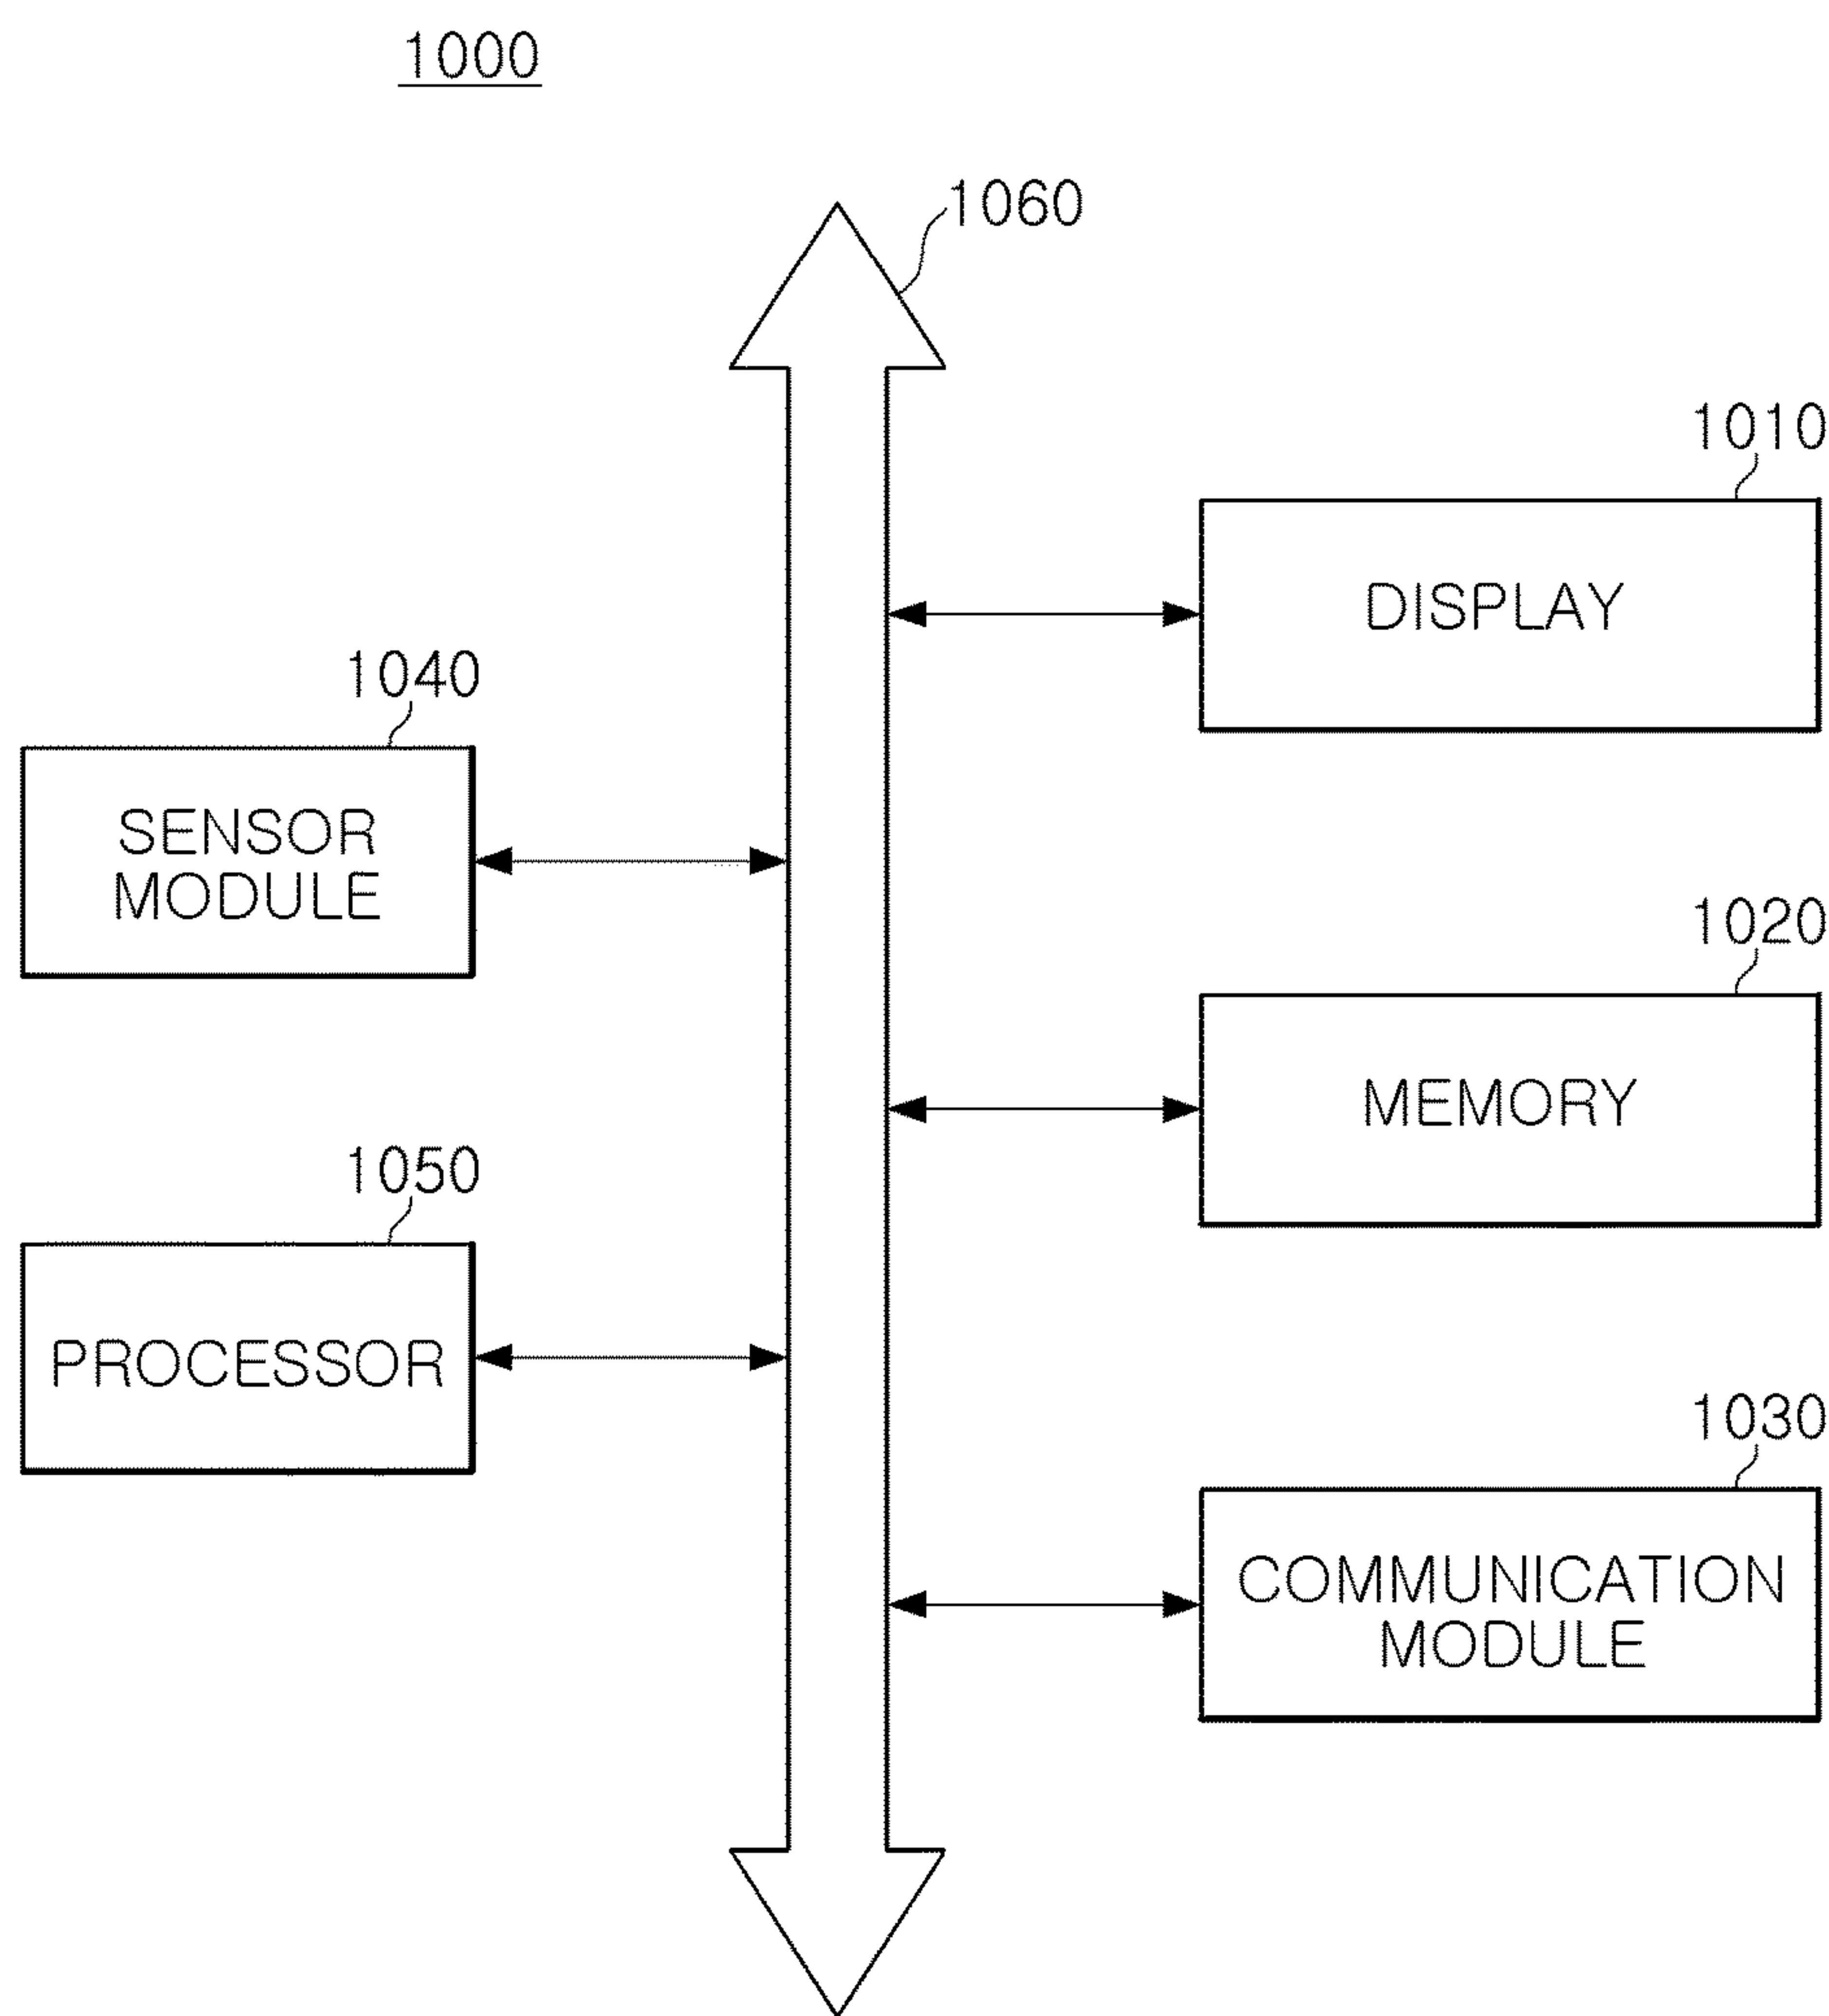 1000
1060
1010
DISPLAY
1040
SENSOR
MODULE
1020
MEMORY
1050
PROCESSOR
1030
COMMUNICATION
MODULE